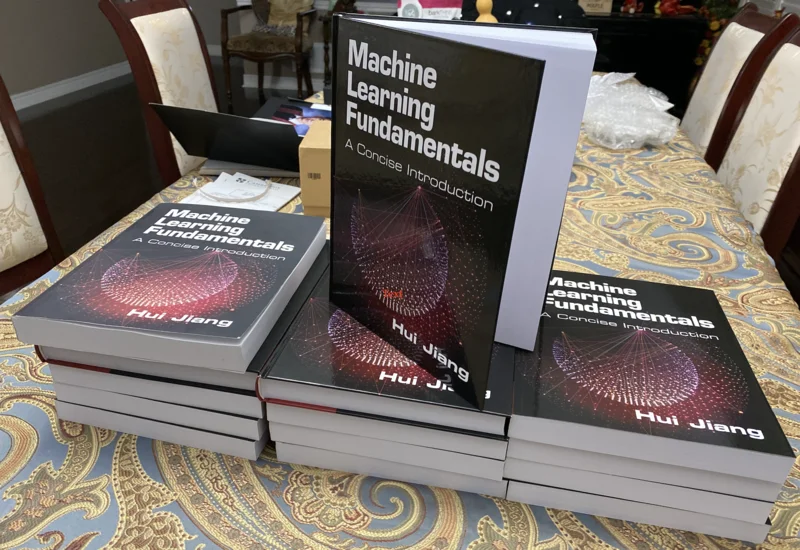 Machine
Learning
Fundamentals
A Concise Introduction
Hui Jiang
Machine
Learning
Fundamentals
A Concise Introduction
Hui Jiang
Hui
Machine
Learning
Fundamentals
A Concise Introduction
Hui Jiang